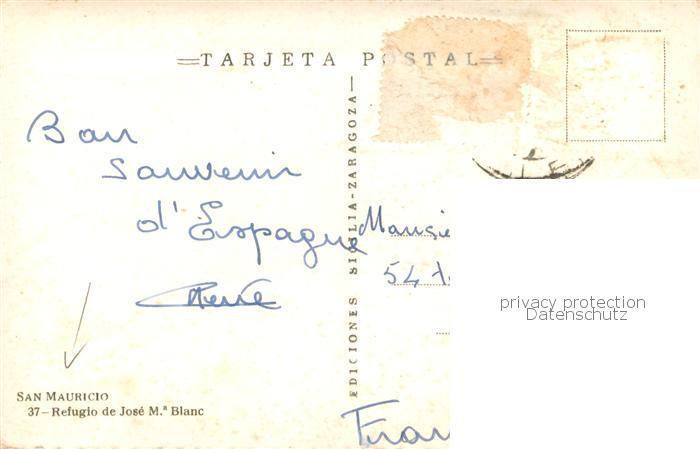 TARJETA POSTAL
Bon
Souvenir
d'Espagne
EDICIONES SICILIA-ZARAGOZA
54
SAN MAURICIO
37-Refugio de José M.ª Blanc
privacy protection
Datenschutz